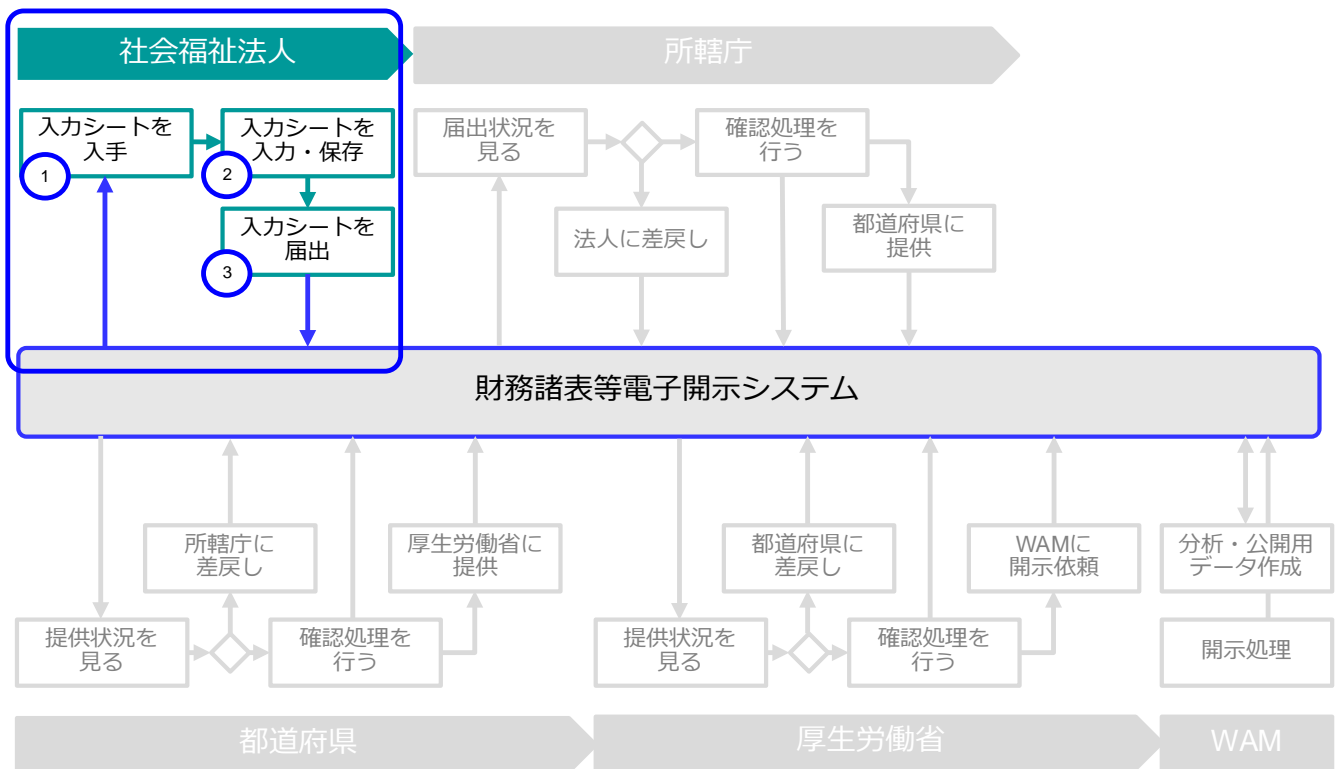 社会福祉法人
所轄庁
入力シートを
入手
1
入力シートを
入力・保存
2
入力シートを
届出
3
届出状況を
見る
確認処理を
行う
法人に差戻し
都道府県に
提供
財務諸表等電子開示システム
所轄庁に
差戻し
厚生労働省に
提供
都道府県に
差戻し
WAMに
開示依頼
分析・公開用
データ作成
提供状況を
見る
確認処理を
行う
提供状況を
見る
確認処理を
行う
開示処理
都道府県
厚生労働省
WAM